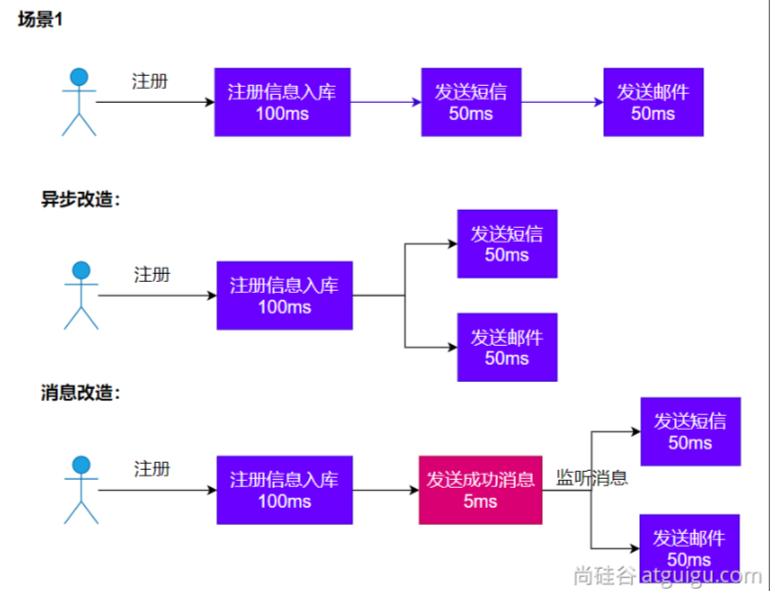 场景1
注册
注册信息入库
100ms
发送短信
50ms
发送邮件
50ms
异步改造：
注册
注册信息入库
100ms
发送短信
50ms
发送邮件
50ms
消息改造：
注册
注册信息入库
100ms
发送成功消息
5ms
监听消息
发送短信
50ms
发送邮件
50ms
尚硅谷 atguigu.com